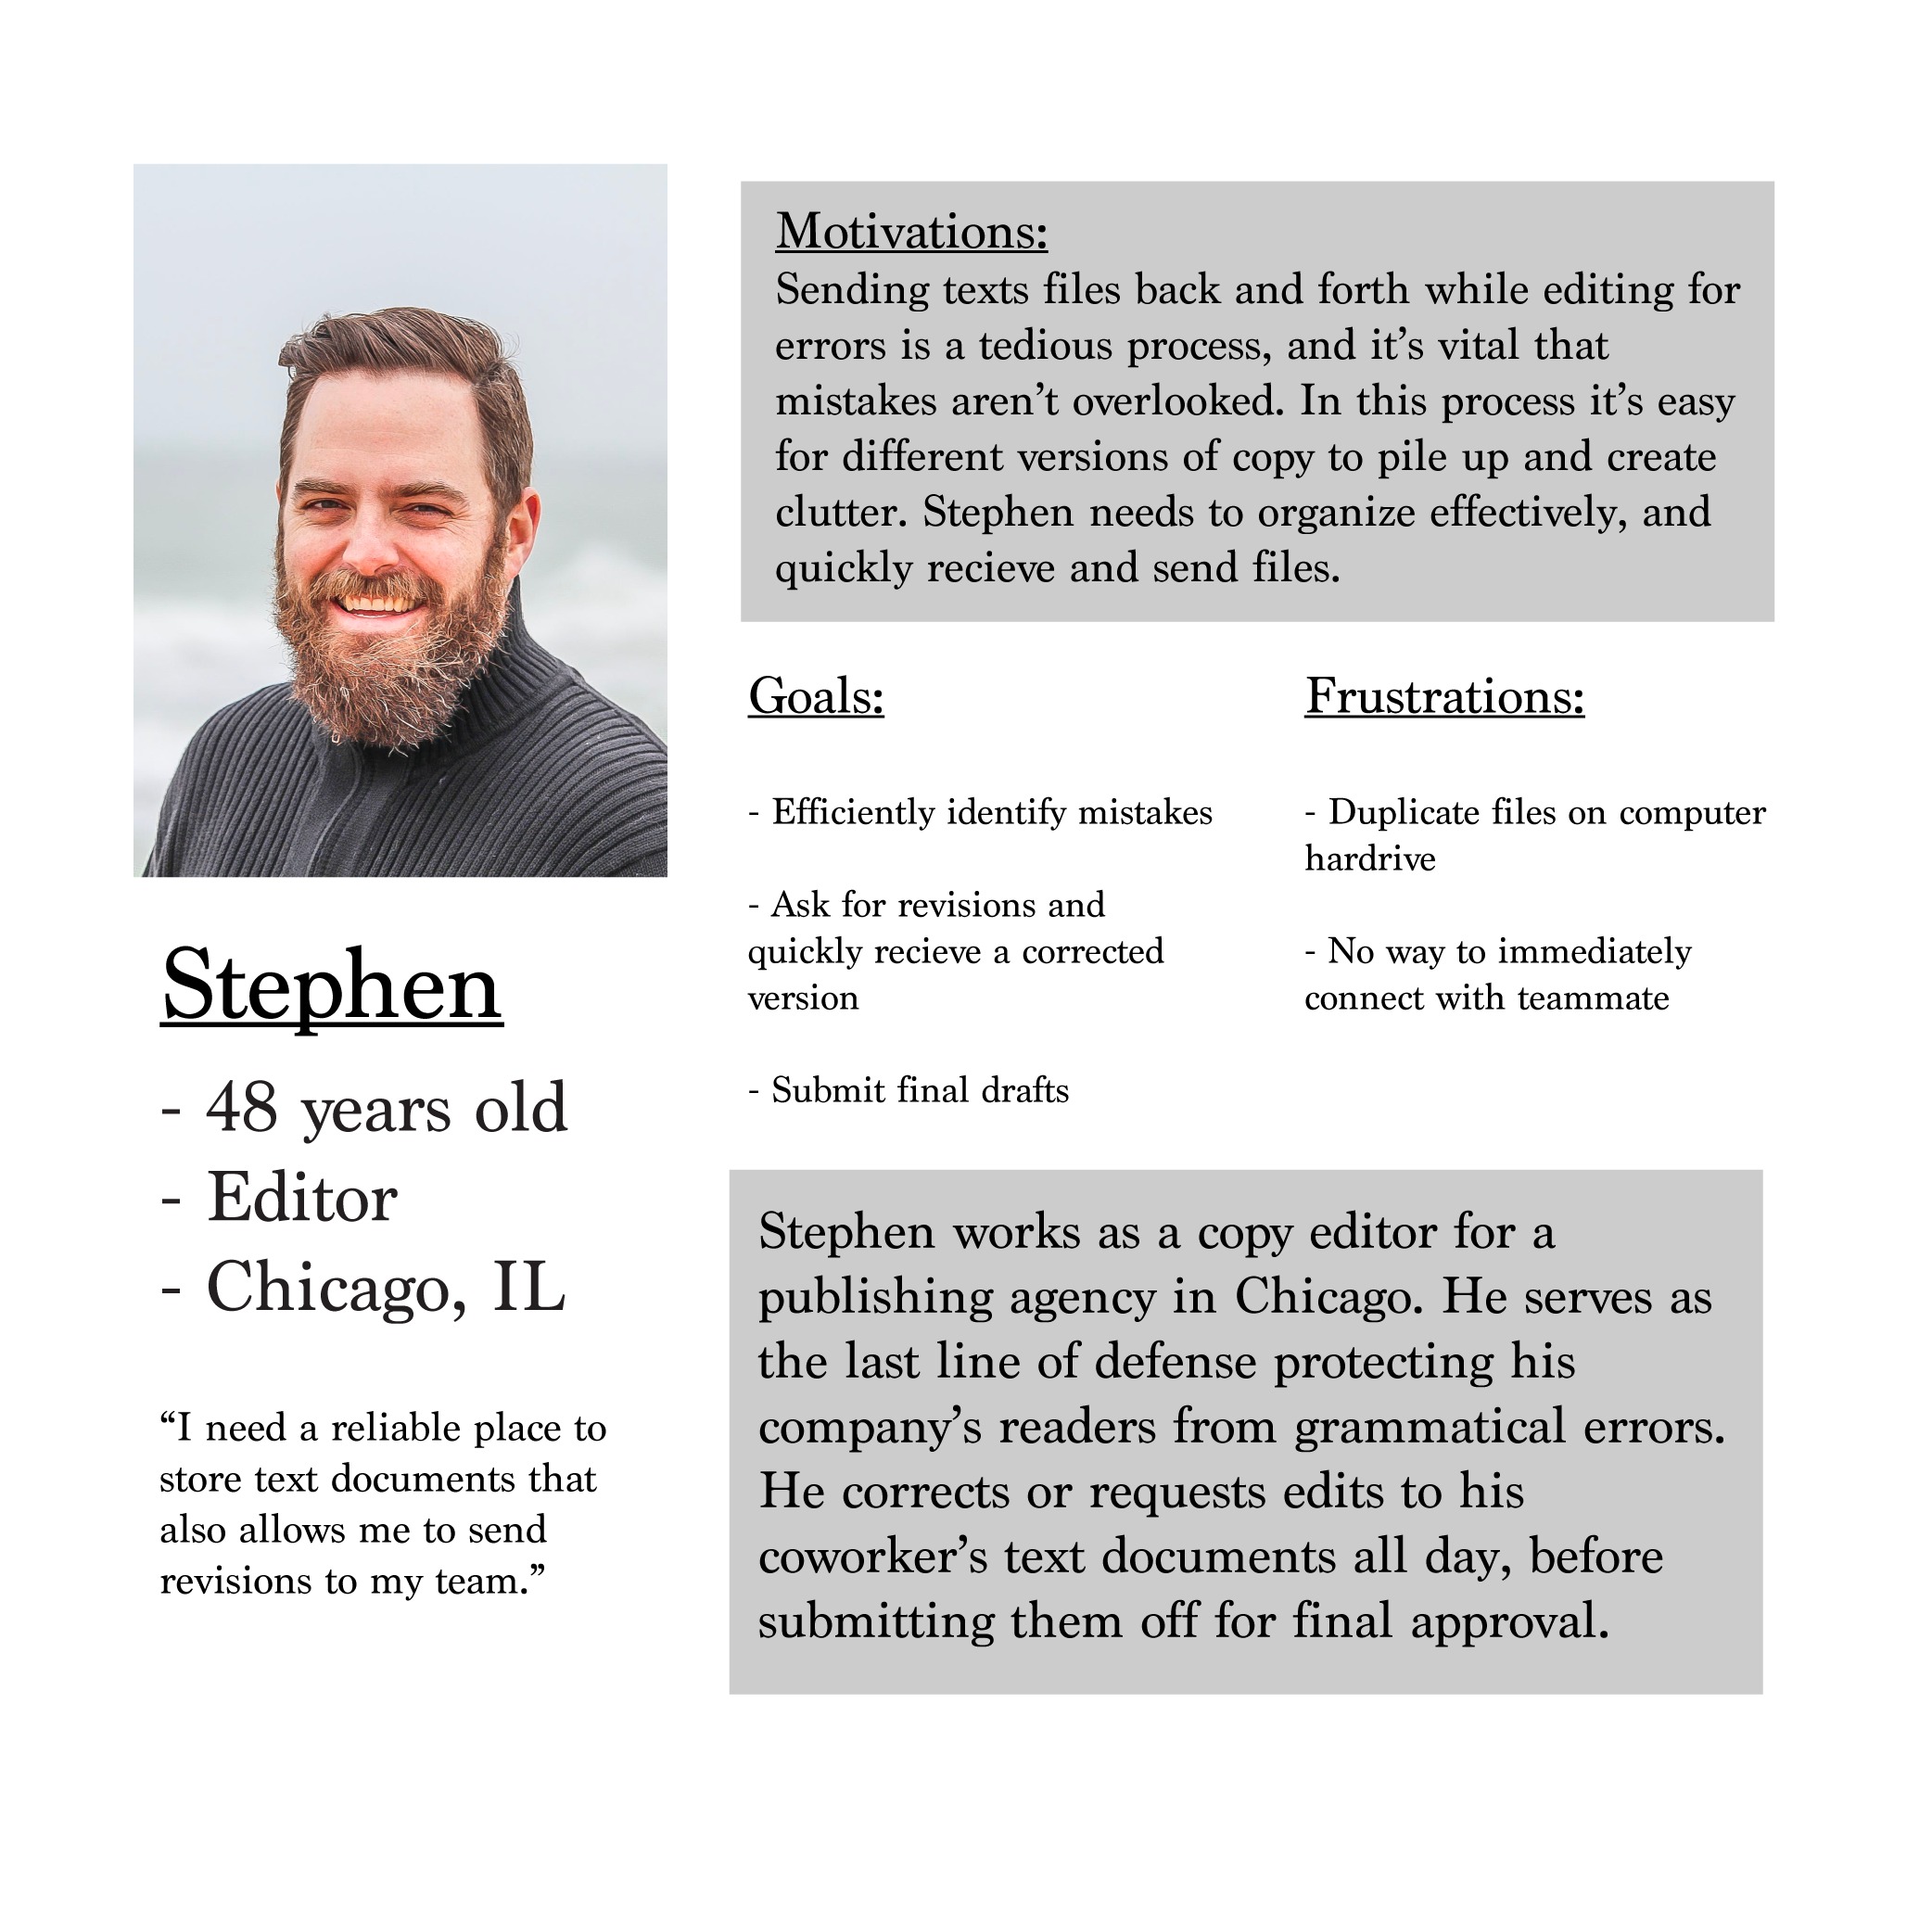 Stephen
- 48 years old
- Editor
- Chicago, IL
“I need a reliable place to
store text documents that
also allows me to send
revisions to my team.”
Motivations:
Sending texts files back and forth while editing for
errors is a tedious process, and it’s vital that
mistakes aren’t overlooked. In this process it’s easy
for different versions of copy to pile up and create
clutter. Stephen needs to organize effectively, and
quickly recieve and send files.
Goals:
- Efficiently identify mistakes
- Ask for revisions and
quickly recieve a corrected
version
- Submit final drafts
Frustrations:
- Duplicate files on computer
hardrive
- No way to immediately
connect with teammate
Stephen works as a copy editor for a
publishing agency in Chicago. He serves as
the last line of defense protecting his
company’s readers from grammatical errors.
He corrects or requests edits to his
coworker’s text documents all day, before
submitting them off for final approval.